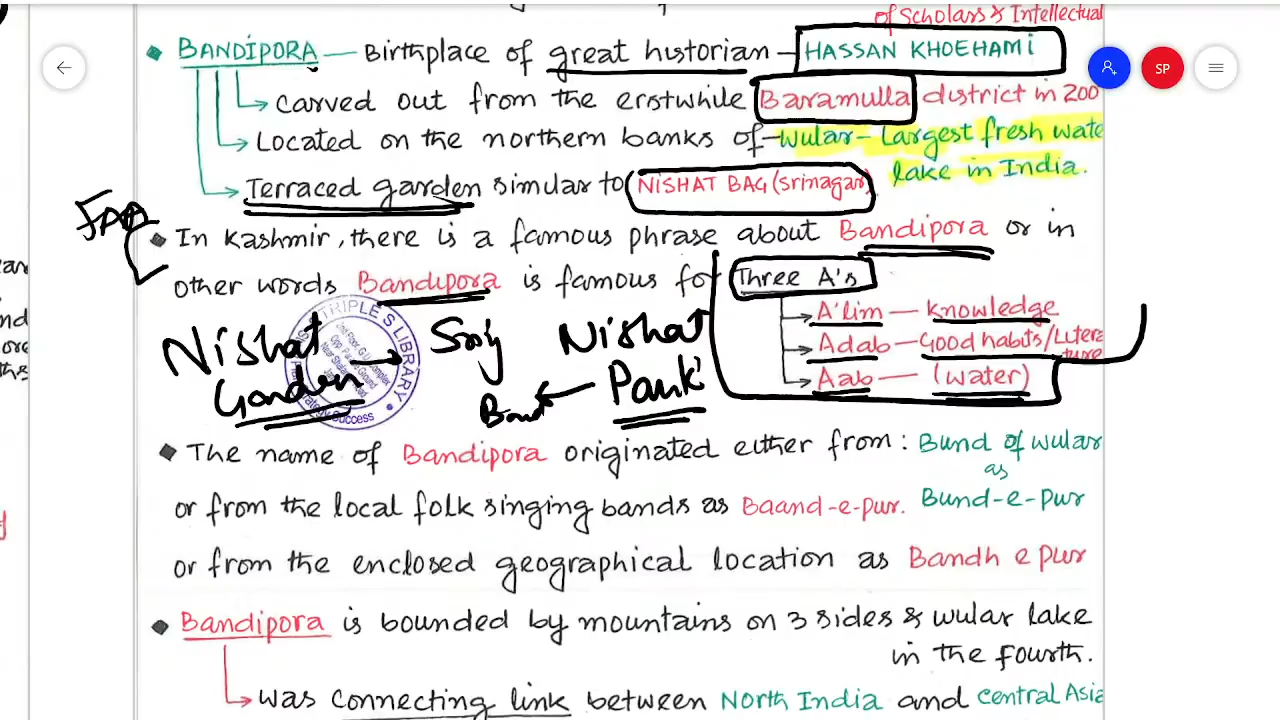 of Scholars & Intellectual
BANDIPORA — Birthplace of great historian — HASSAN KHOEHAMI
carved out from the erstwhile Baramulla district in 200
Located on the northern banks of - wular - Largest fresh wate
lake in India.
Terraced garden similar to NISHAT BAG (srinagar)
In Kashmir, there is a famous phrase about Bandipora or in
other words Bandipora is famous for Three A's
A'lim — knowledge
Adab — Good habits/Litera
ture
Aab — (water)
Nishat Garden
Nishat Park
TRIPLE S LIBRARY
Success
The name of Bandipora originated either from: Bund of wular
as
or from the local folk singing bands as Baand-e-pur. Bund-e-pur
or from the enclosed geographical location as Bandh e pur
Bandipora is bounded by mountains on 3 sides & wular lake
in the fourth.
was connecting link between North India and central Asia
SP